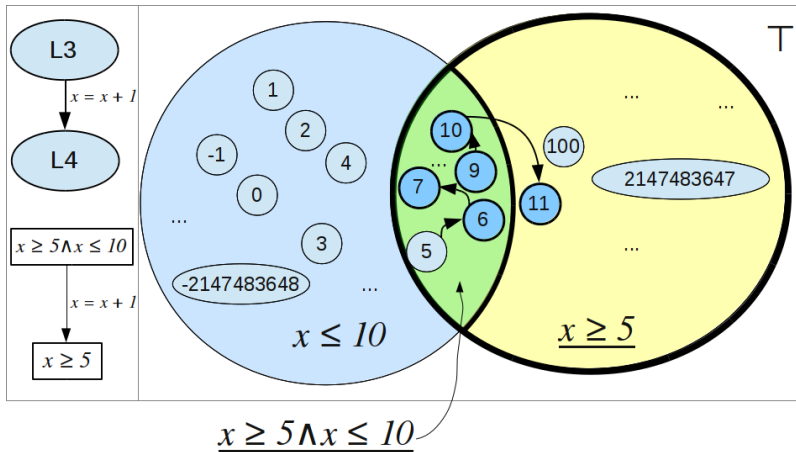 L3
x = x + 1
L4
x ≥ 5∧x ≤ 10
x = x + 1
x ≥ 5
⊤
1
2
-1
4
0
...
3
-2147483648
...
x ≤ 10
10
...
9
7
6
5
...
...
100
2147483647
11
...
x ≥ 5
x ≥ 5∧x ≤ 10